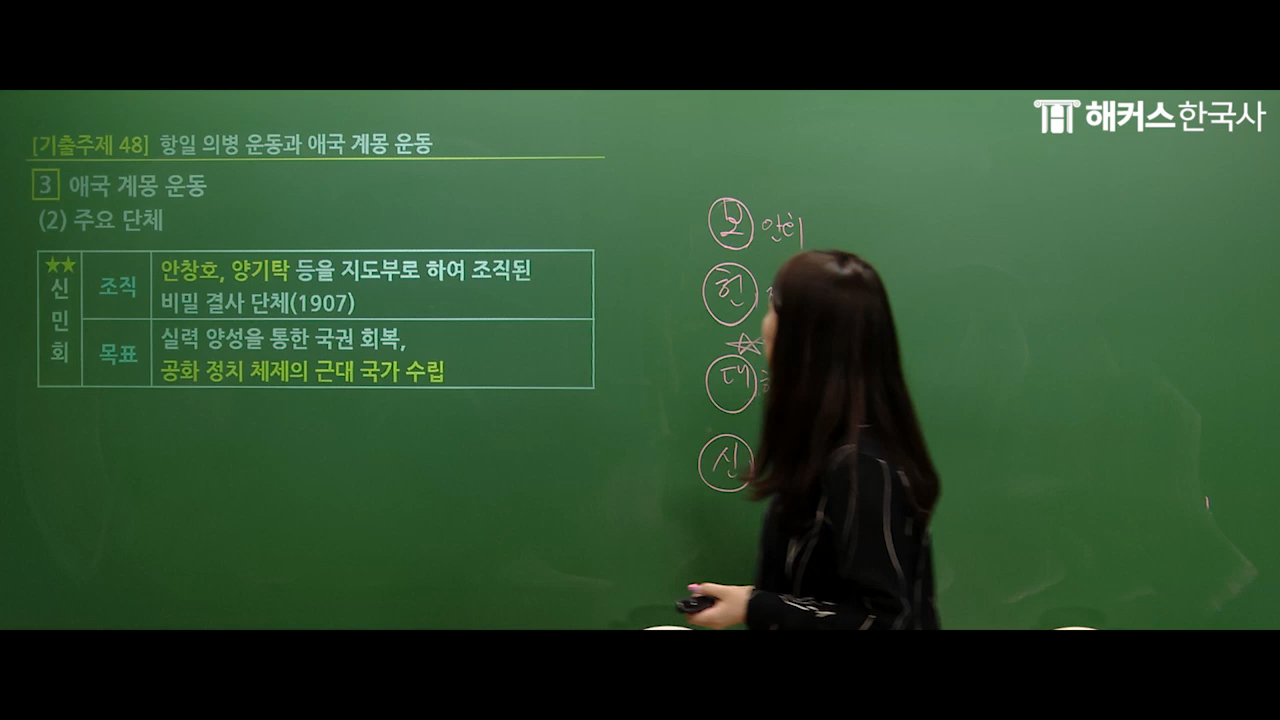 해커스한국사
[기출주제 48] 항일 의병 운동과 애국 계몽 운동
3 애국 계몽 운동
(2) 주요 단체
★★
신민회
조직
안창호, 양기탁 등을 지도부로 하여 조직된
비밀 결사 단체(1907)
목표
실력 양성을 통한 국권 회복,
공화 정치 체제의 근대 국가 수립
보 안회
헌
대
신